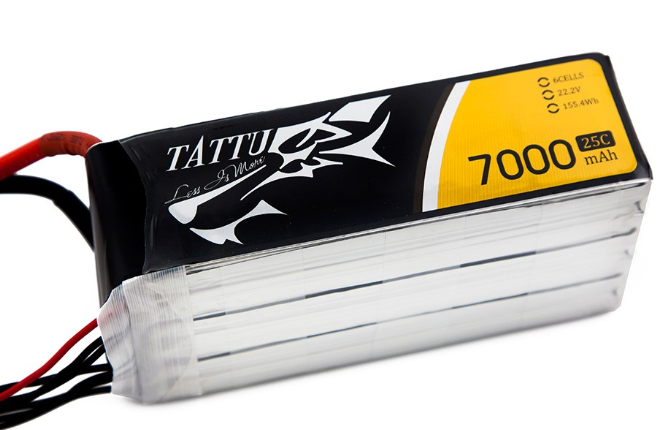 TATTU
Less Is More
6CELLS
22.2V
155.4Wh
7000 25C mAh